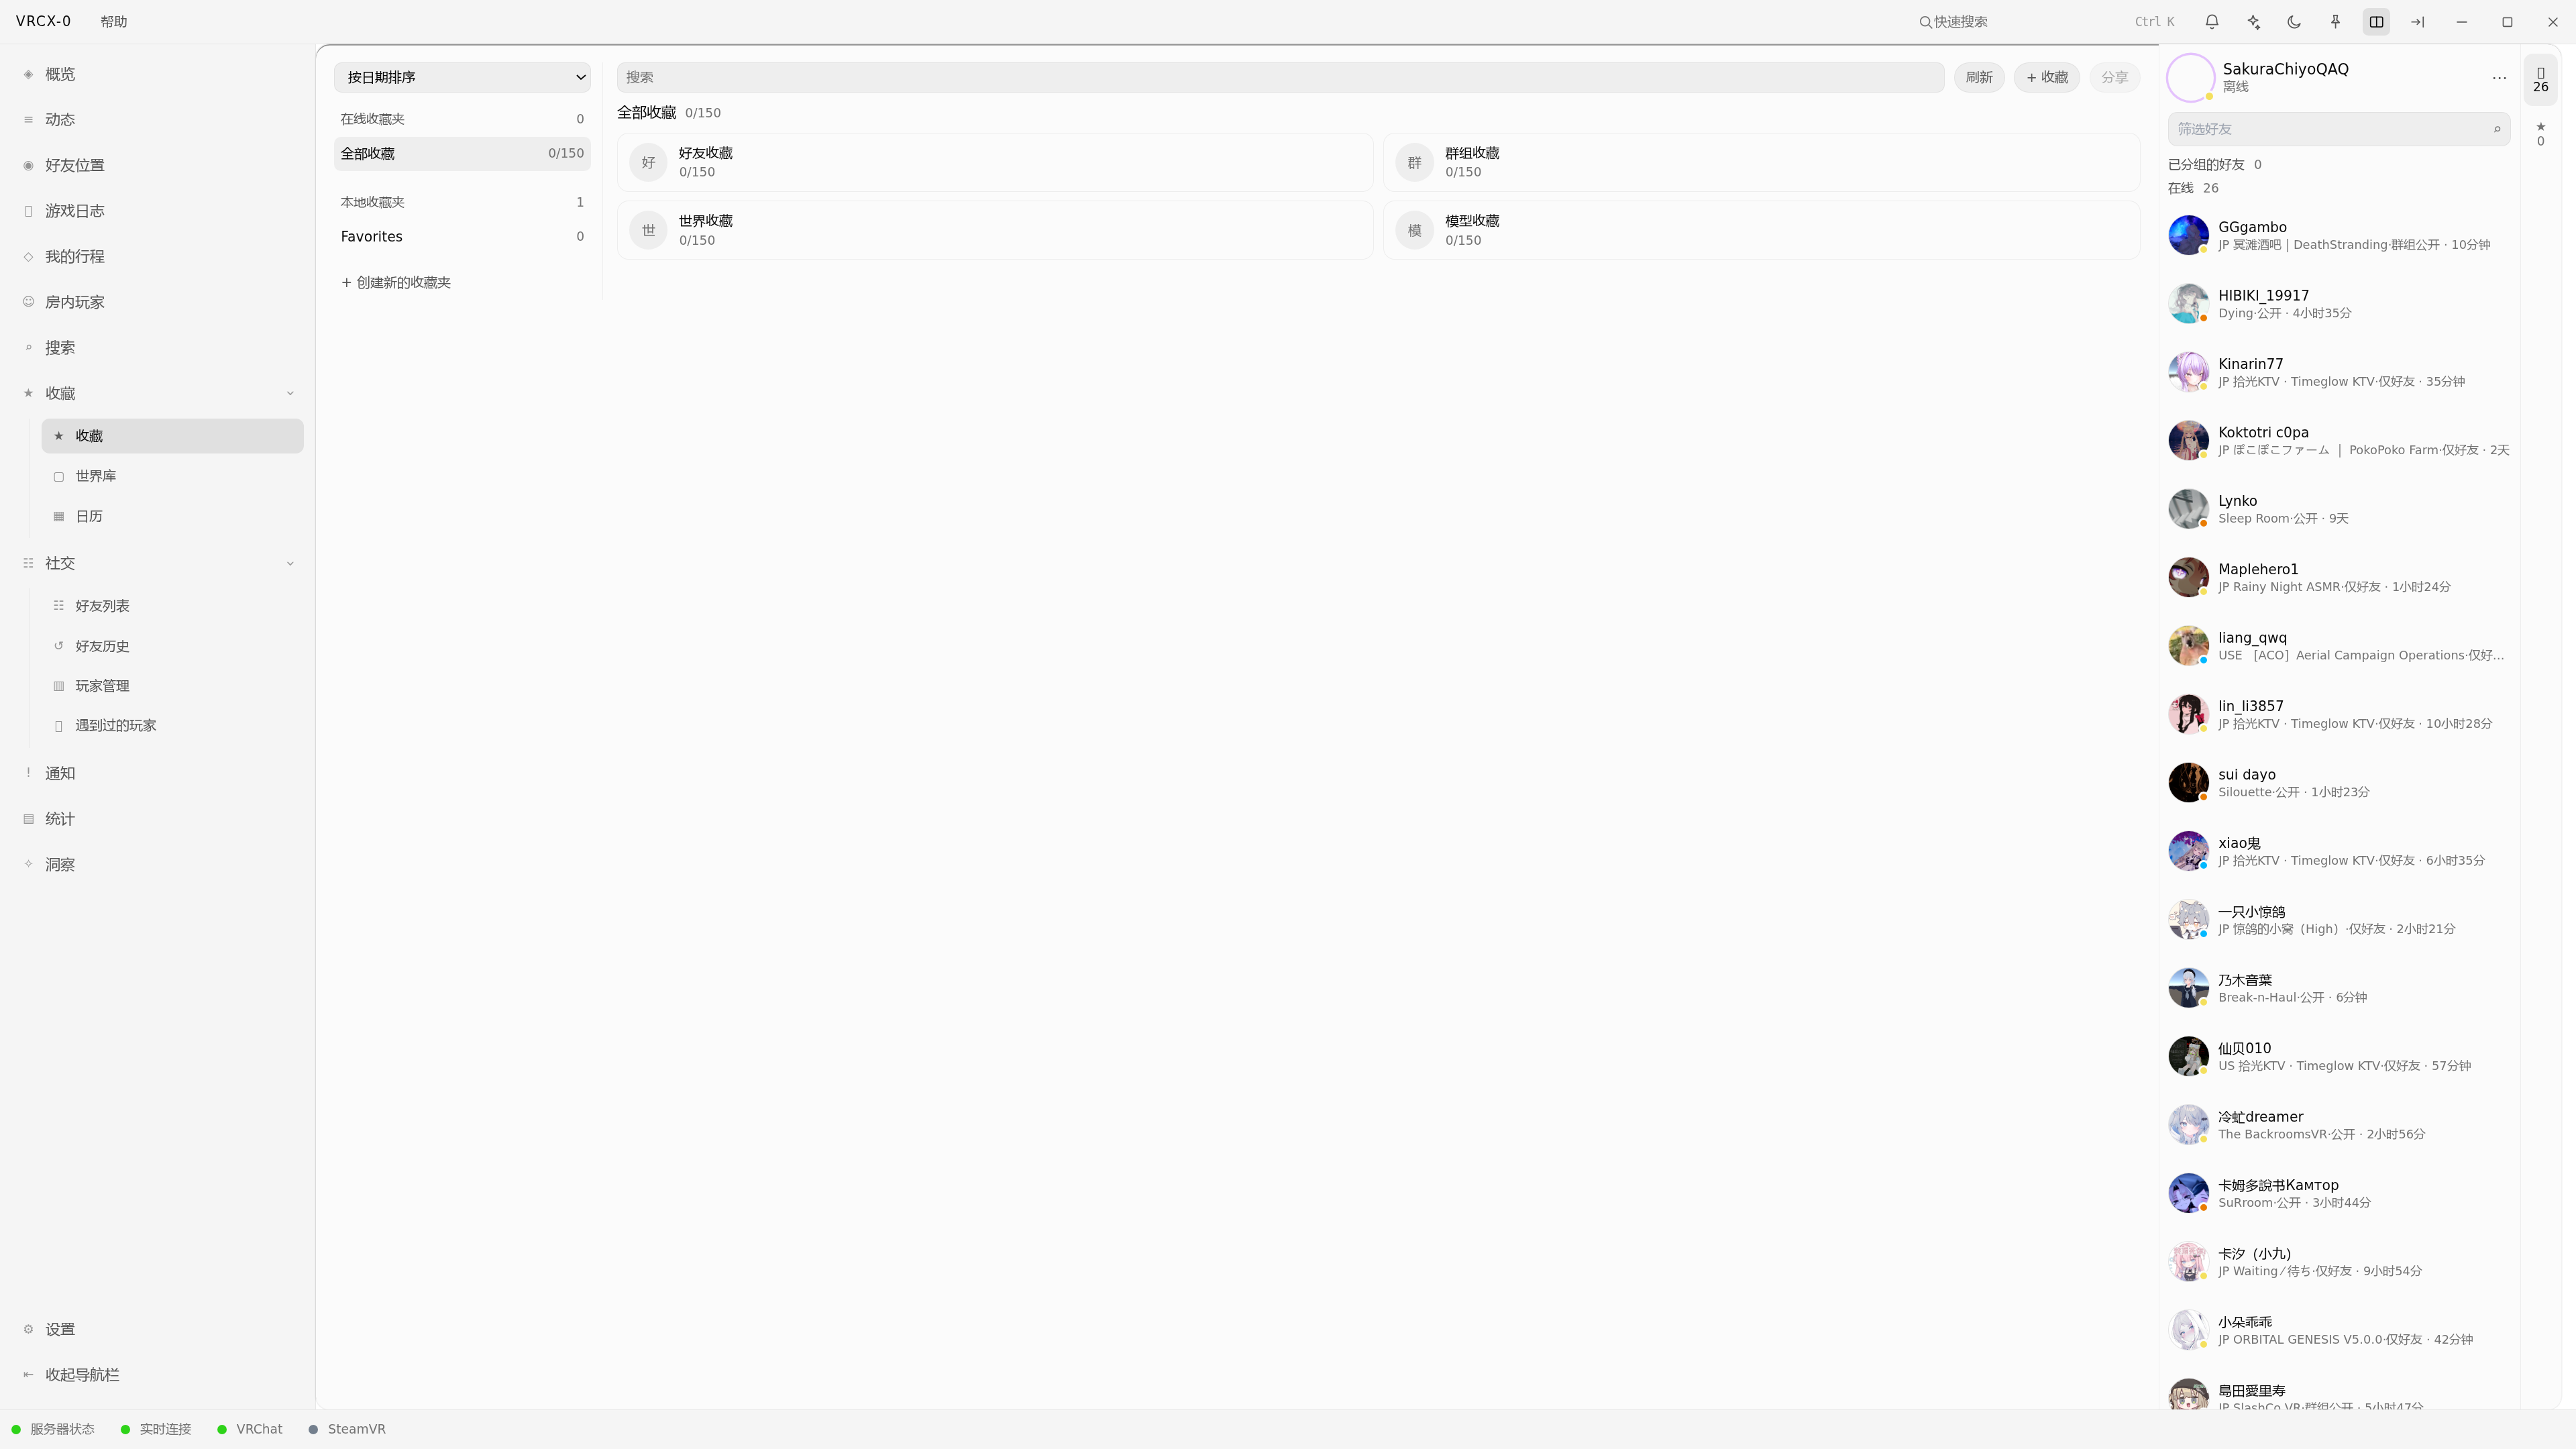 VRCX-0 帮助 快速搜索 Ctrl K
概览
动态
好友位置
游戏日志
我的行程
房内玩家
搜索
收藏
收藏
世界库
日历
社交
好友列表
好友历史
玩家管理
遇到过的玩家
通知
统计
洞察
设置
收起导航栏
按日期排序
在线收藏夹 0
全部收藏 0/150
本地收藏夹 1
Favorites 0
+ 创建新的收藏夹
搜索 刷新 + 收藏 分享
全部收藏 0/150
好 好友收藏
0/150
群 群组收藏
0/150
世 世界收藏
0/150
模 模型收藏
0/150
SakuraChiyoQAQ
离线
...
筛选好友
已分组的好友 0
在线 26
GGgambo
JP 冥滩酒吧 | DeathStranding·群组公开 · 10分钟
HIBIKI_19917
Dying·公开 · 4小时35分
Kinarin77
JP 拾光KTV · Timeglow KTV·仅好友 · 35分钟
Koktotri c0pa
JP ぽこぽこファーム ｜ PokoPoko Farm·仅好友 · 2天
Lynko
Sleep Room·公开 · 9天
Maplehero1
JP Rainy Night ASMR·仅好友 · 1小时24分
liang_qwq
USE ［ACO］Aerial Campaign Operations·仅好…
lin_li3857
JP 拾光KTV · Timeglow KTV·仅好友 · 10小时28分
sui dayo
Silouette·公开 · 1小时23分
xiao鬼
JP 拾光KTV · Timeglow KTV·仅好友 · 6小时35分
一只小惊鸽
JP 惊鸽的小窝（High）·仅好友 · 2小时21分
乃木音葉
Break-n-Haul·公开 · 6分钟
仙贝010
US 拾光KTV · Timeglow KTV·仅好友 · 57分钟
冷虻dreamer
The BackroomsVR·公开 · 2小时56分
卡姆多說书Камтор
SuRroom·公开 · 3小时44分
卡汐（小九）
JP Waiting⁄待ち·仅好友 · 9小时54分
小朵乖乖
JP ORBITAL GENESIS V5.0.0·仅好友 · 42分钟
島田愛里寿
JP SlashCo VR·群组公开 · 5小时47分
26
0
服务器状态 实时连接 VRChat SteamVR